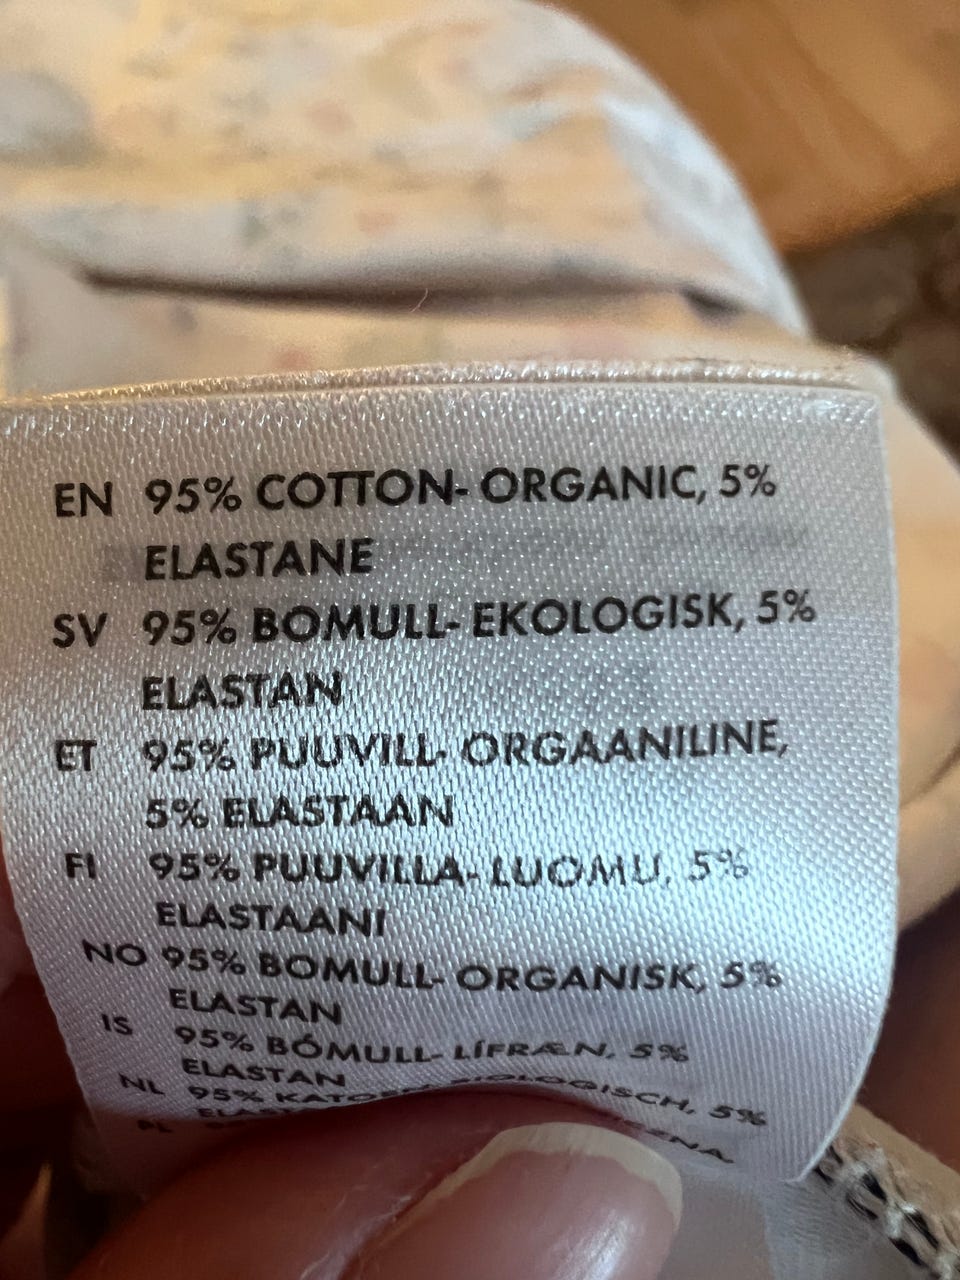 EN 95% COTTON- ORGANIC, 5%
ELASTANE
SV 95% BOMULL- EKOLOGISK, 5%
ELASTAN
ET 95% PUUVILL- ORGAANILINE,
5% ELASTAAN
FI 95% PUUVILLA- LUOMU, 5%
ELASTAANI
NO 95% BOMULL- ORGANISK, 5%
ELASTAN
IS 95% BÓMULL- LÍFRÆN, 5%
ELASTAN
NL 95% 5%